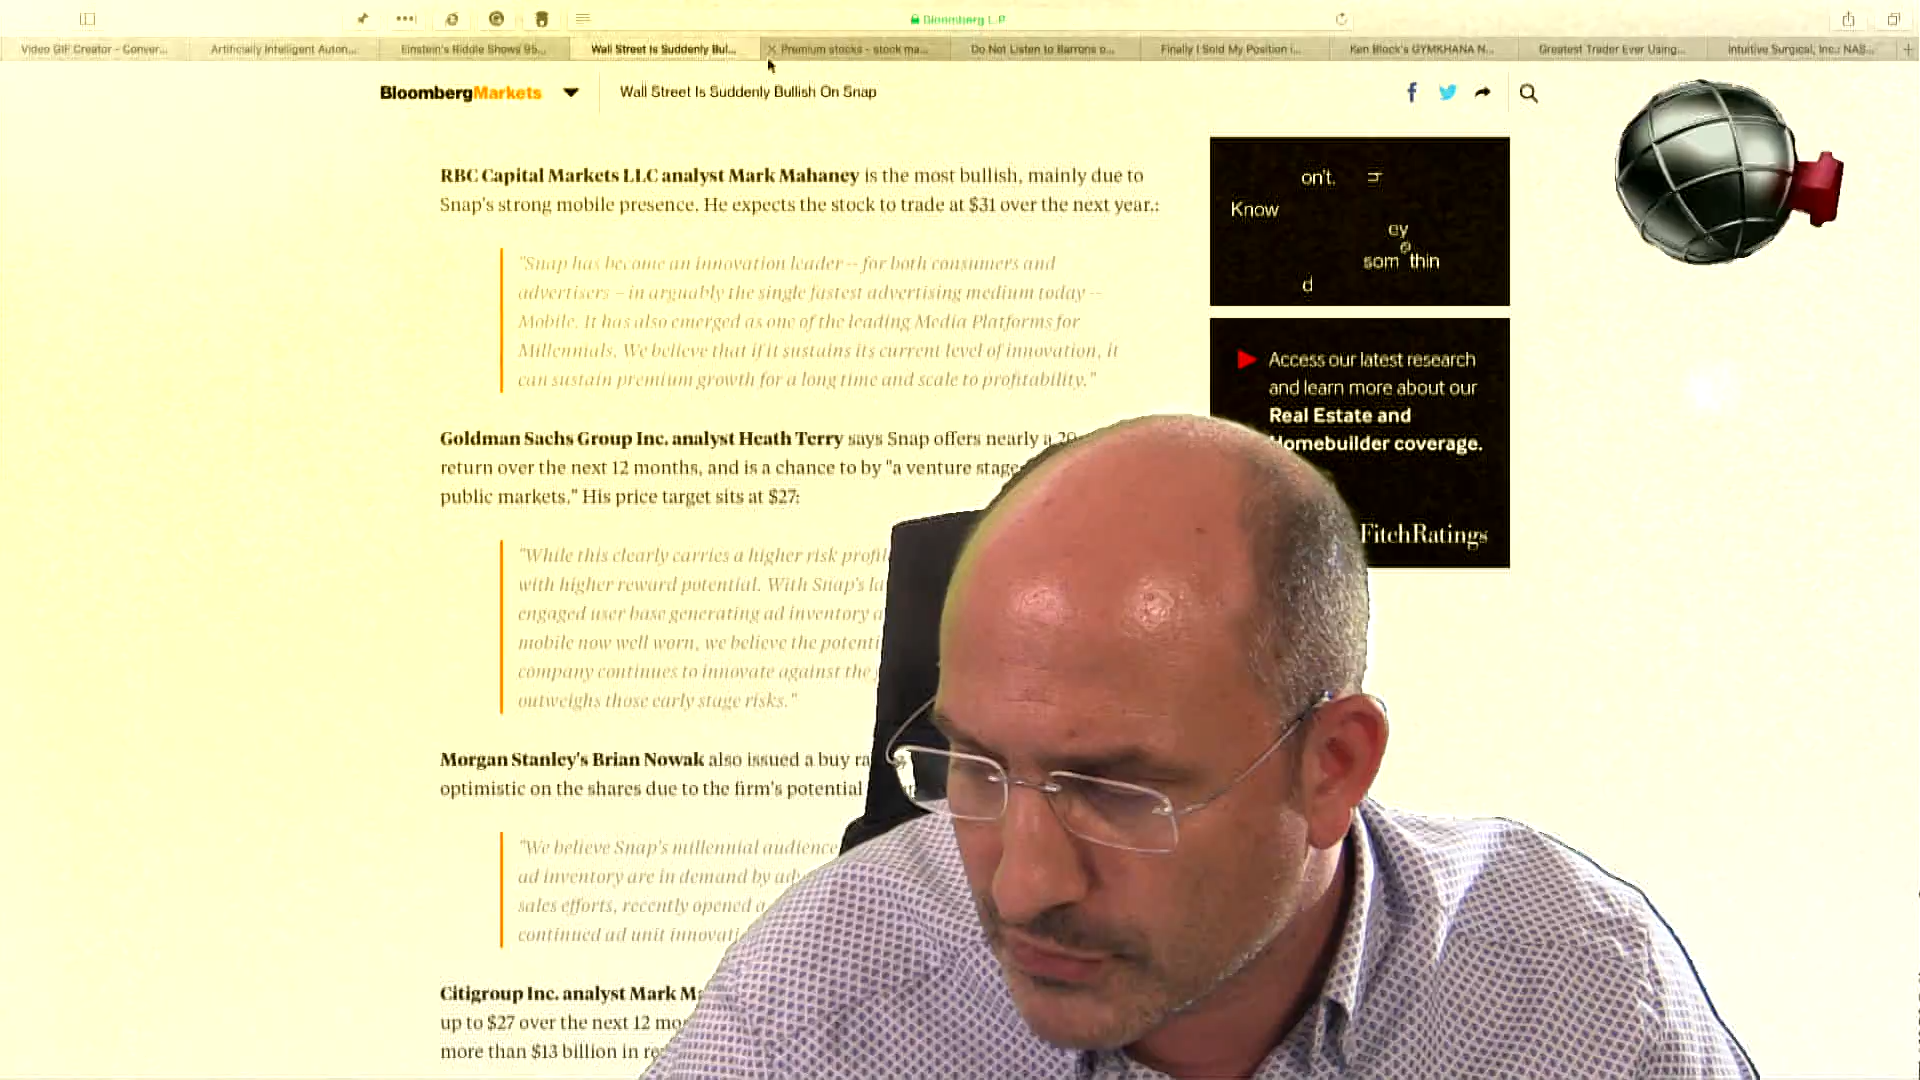 Bloomberg L.P.
Video GIF Creator - Conver...
Artificially Intelligent Auton...
Einstein's Riddle Shows 95...
Wall Street Is Suddenly Bul...
Premium stocks - stock ma...
Do Not Listen to Barrons o...
Finally I Sold My Position i...
Ken Block's GYMKHANA N...
Greatest Trader Ever Using...
Intuitive Surgical, Inc.: NAS...
BloombergMarkets
Wall Street Is Suddenly Bullish On Snap
RBC Capital Markets LLC analyst Mark Mahaney is the most bullish, mainly due to
Snap's strong mobile presence. He expects the stock to trade at $31 over the next year.:
"Snap has become an innovation leader -- for both consumers and
advertisers – in arguably the single fastest advertising medium today --
Mobile. It has also emerged as one of the leading Media Platforms for
Millennials. We believe that if it sustains its current level of innovation, it
can sustain premium growth for a long time and scale to profitability."
Goldman Sachs Group Inc. analyst Heath Terry says Snap offers nearly a 20
return over the next 12 months, and is a chance to by "a venture stage
public markets." His price target sits at $27:
"While this clearly carries a higher risk profil
with higher reward potential. With Snap's la
engaged user base generating ad inventory a
mobile now well worn, we believe the potenti
company continues to innovate against the
outweighs those early stage risks."
Morgan Stanley's Brian Nowak also issued a buy ra
optimistic on the shares due to the firm's potential
"We believe Snap's millennial audience
ad inventory are in demand by adv
sales efforts, recently opened a
continued ad unit innovati
Citigroup Inc. analyst Mark Ma
up to $27 over the next 12 mo
more than $13 billion in re
on't.
Know
ey
som thin
d
Access our latest research
and learn more about our
Real Estate and
Homebuilder coverage.
FitchRatings